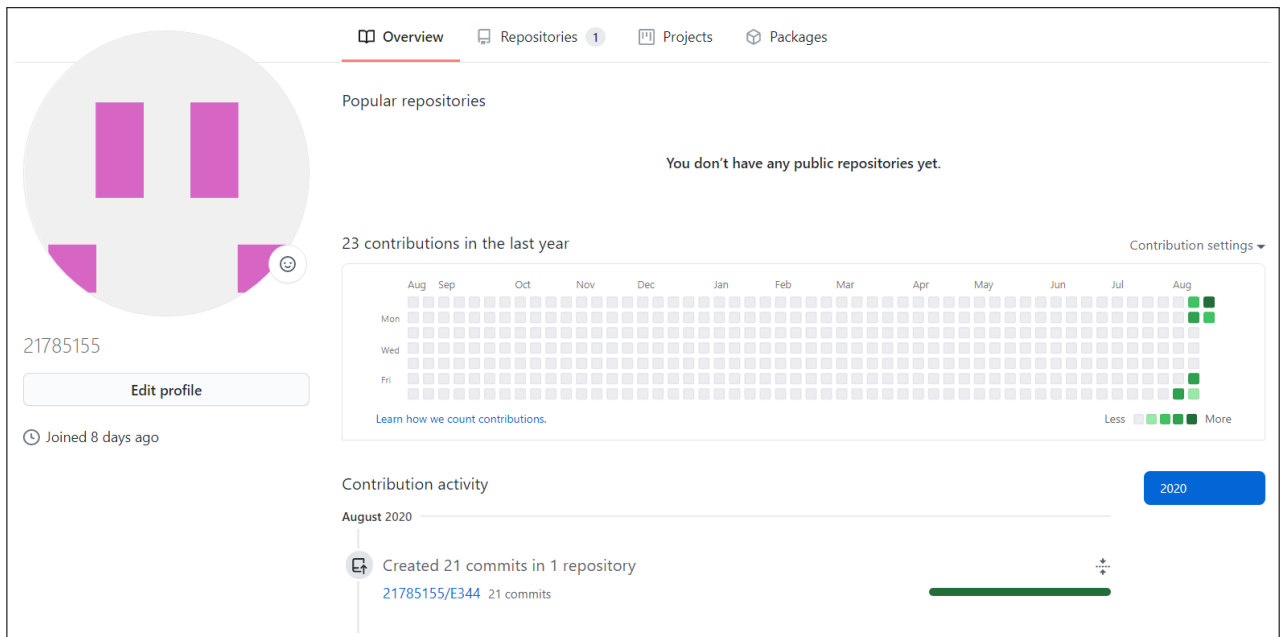 Overview Repositories 1 Projects Packages
Popular repositories
You don't have any public repositories yet.
23 contributions in the last year
Contribution settings
Aug Sep Oct Nov Dec Jan Feb Mar Apr May Jun Jul Aug
Mon
Wed
Fri
Learn how we count contributions.
Less More
21785155
Edit profile
Joined 8 days ago
Contribution activity
2020
August 2020
Created 21 commits in 1 repository
21785155/E344 21 commits